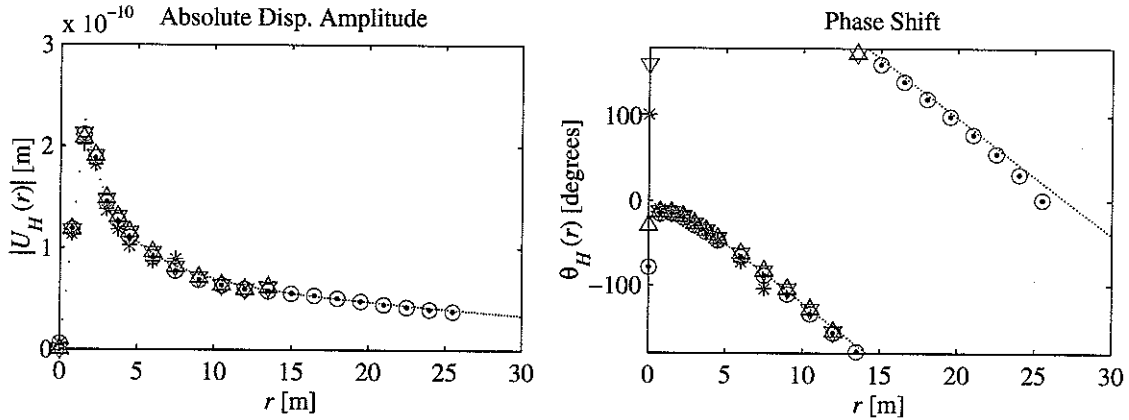 Absolute Disp. Amplitude
x 10⁻¹⁰
3
2
1
0
|U_H(r)| [m]
0 5 10 15 20 25 30
r [m]
Phase Shift
100
0
−100
θ_H(r) [degrees]
0 5 10 15 20 25 30
r [m]